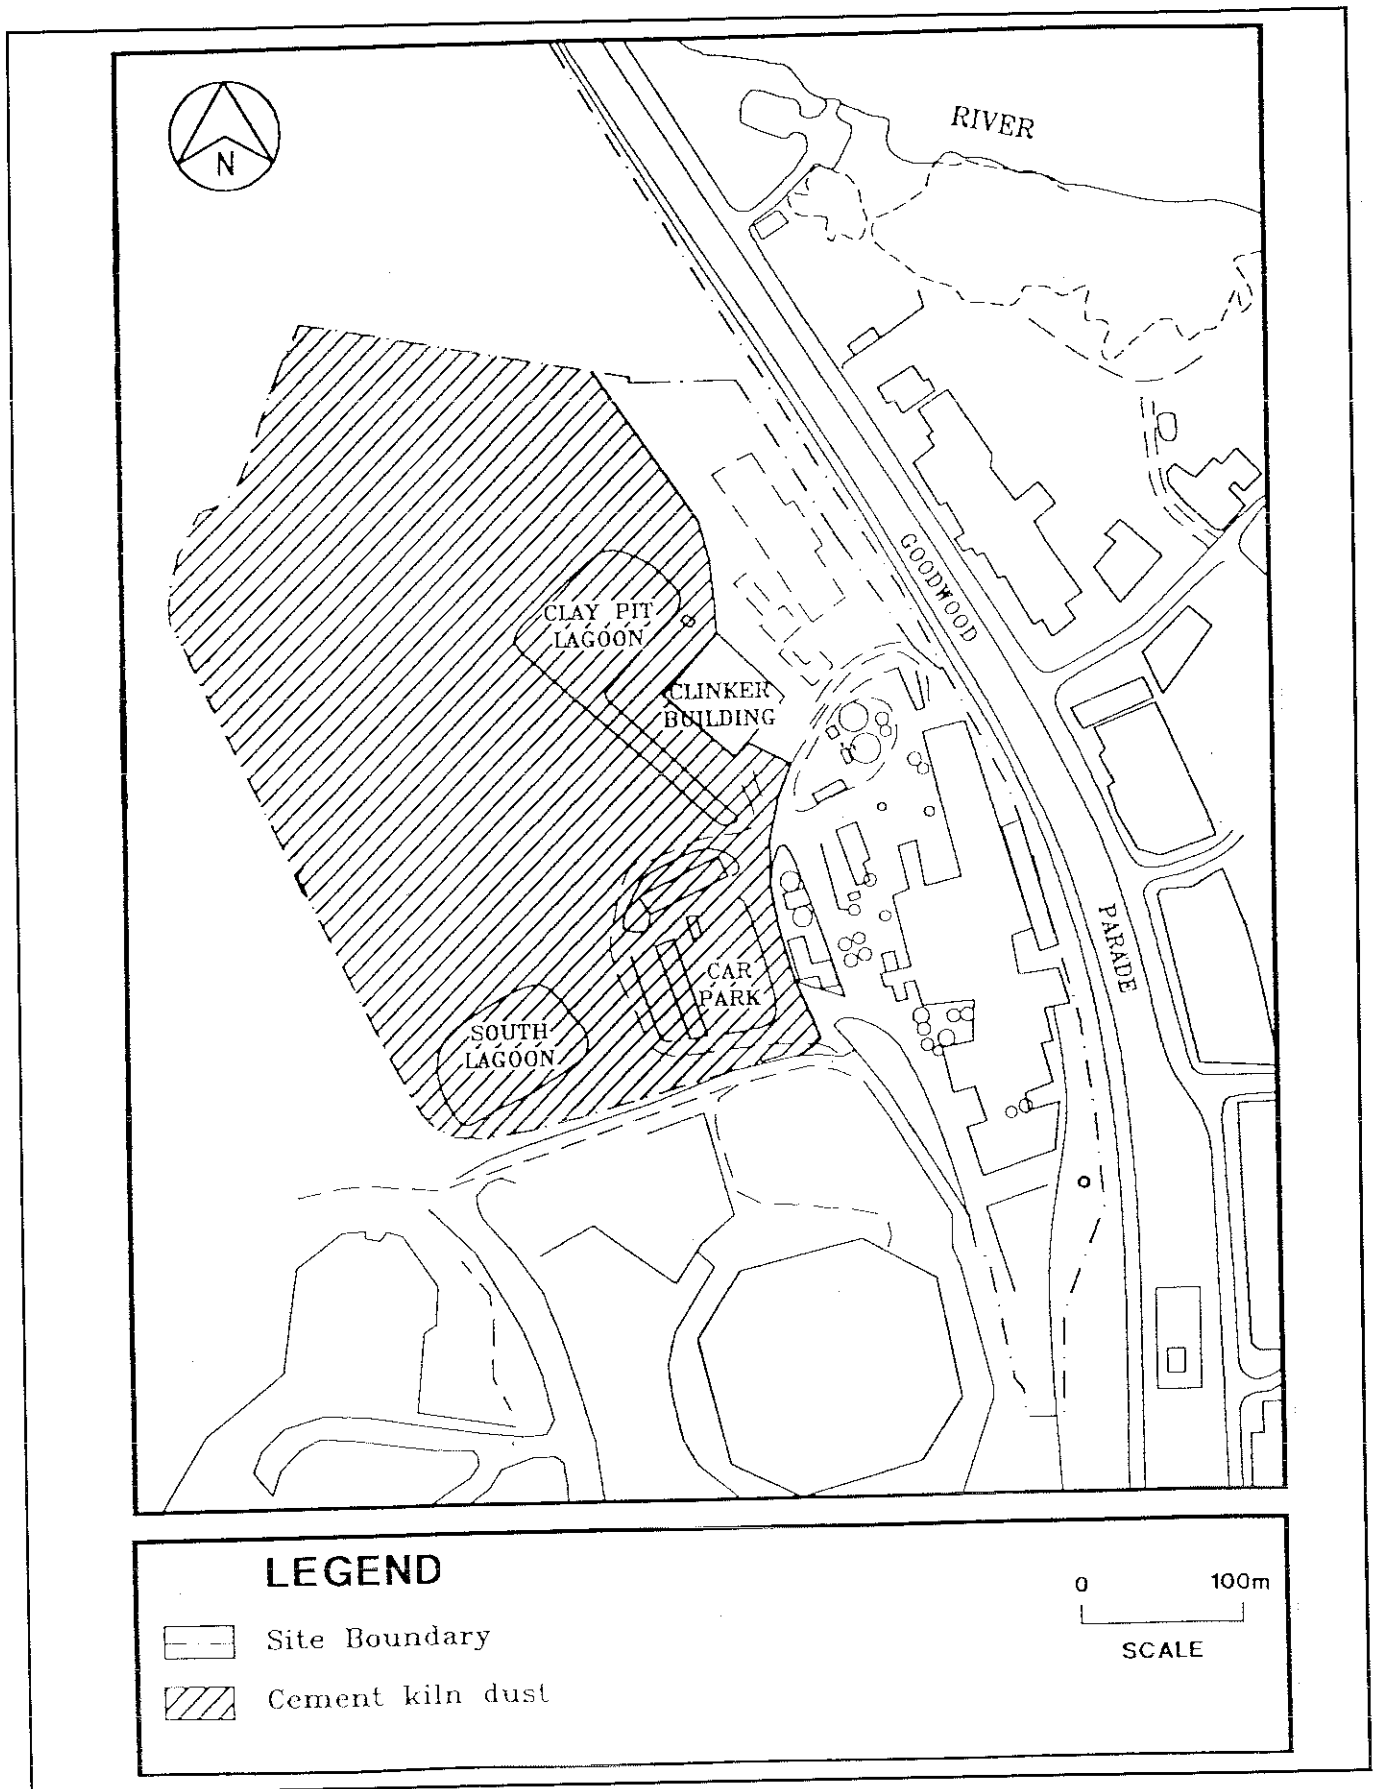 N
RIVER
GOODWOOD
CLAY PIT
LAGOON
CLINKER
BUILDING
PARADE
CAR
PARK
SOUTH
LAGOON
LEGEND
0 100m
Site Boundary
SCALE
Cement kiln dust